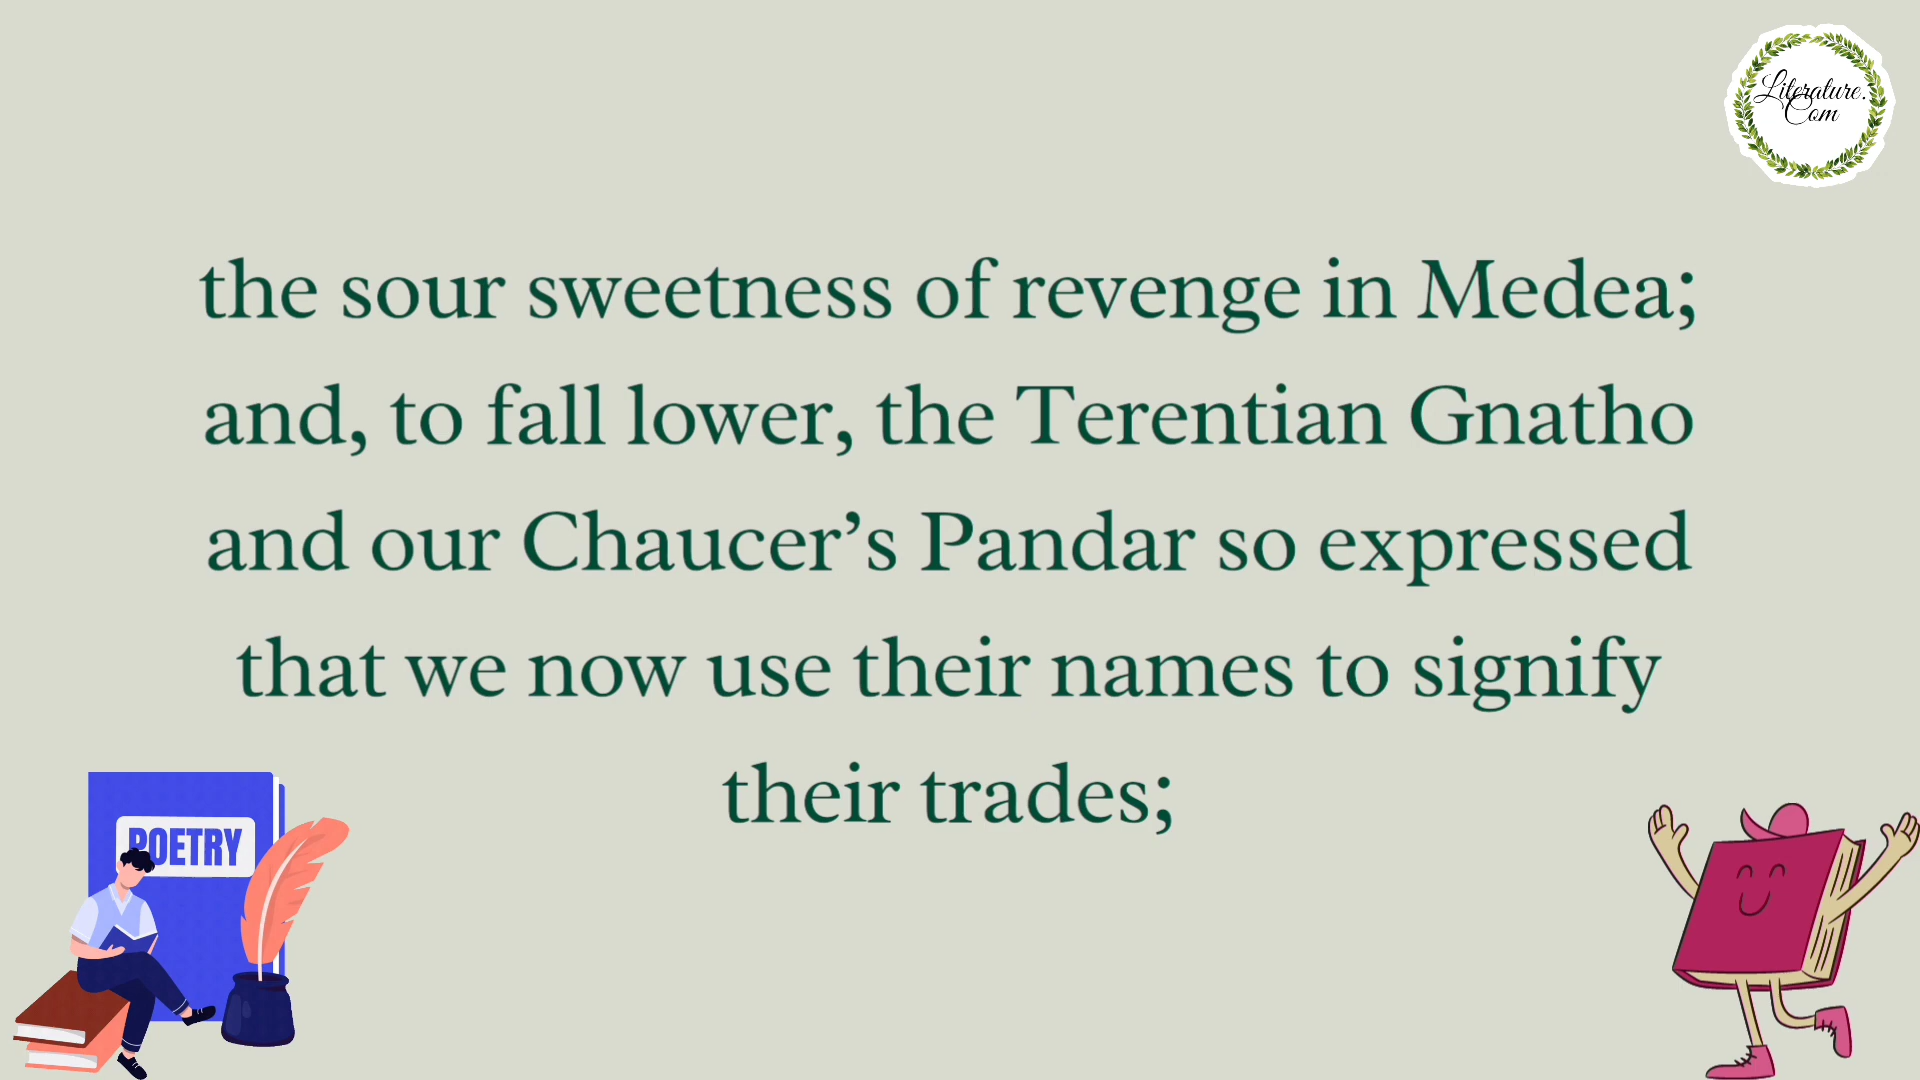 Literature.
Com
the sour sweetness of revenge in Medea;
and, to fall lower, the Terentian Gnatho
and our Chaucer’s Pandar so expressed
that we now use their names to signify
their trades;
POETRY